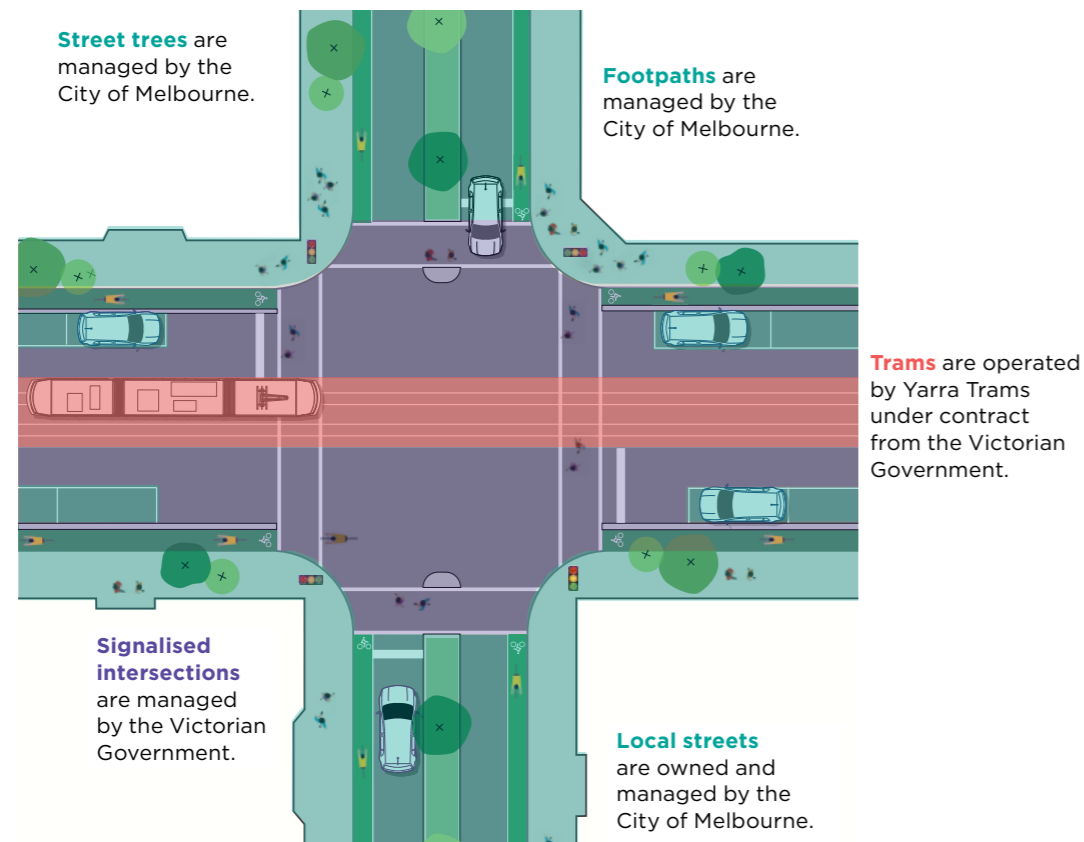 Street trees are
managed by the
City of Melbourne.
Footpaths are
managed by the
City of Melbourne.
Trams are operated
by Yarra Trams
under contract
from the Victorian
Government.
Signalised
intersections
are managed
by the Victorian
Government.
Local streets
are owned and
managed by the
City of Melbourne.